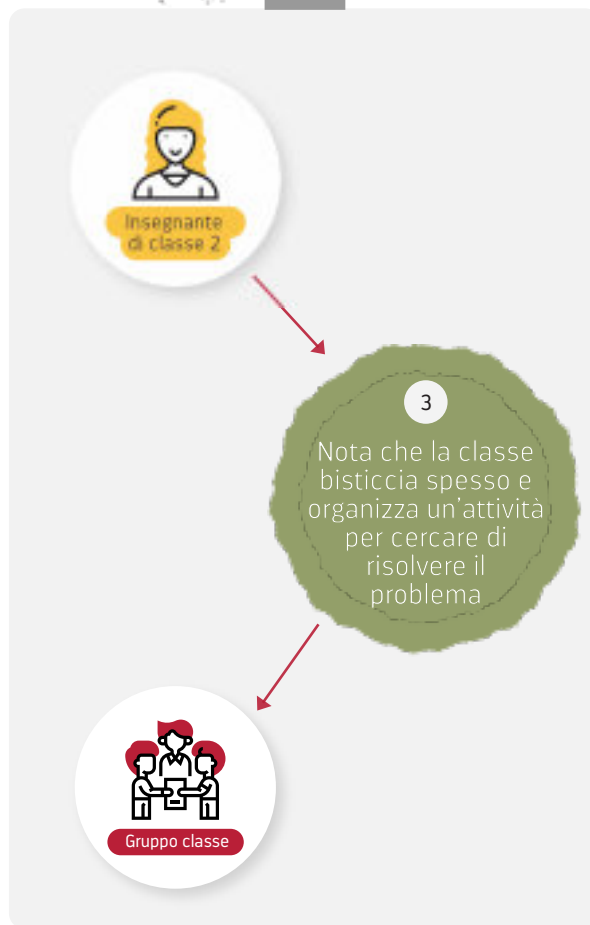 Insegnante
di classe 2
3
Nota che la classe
bisticcia spesso e
organizza un'attività
per cercare di
risolvere il
problema
Gruppo classe